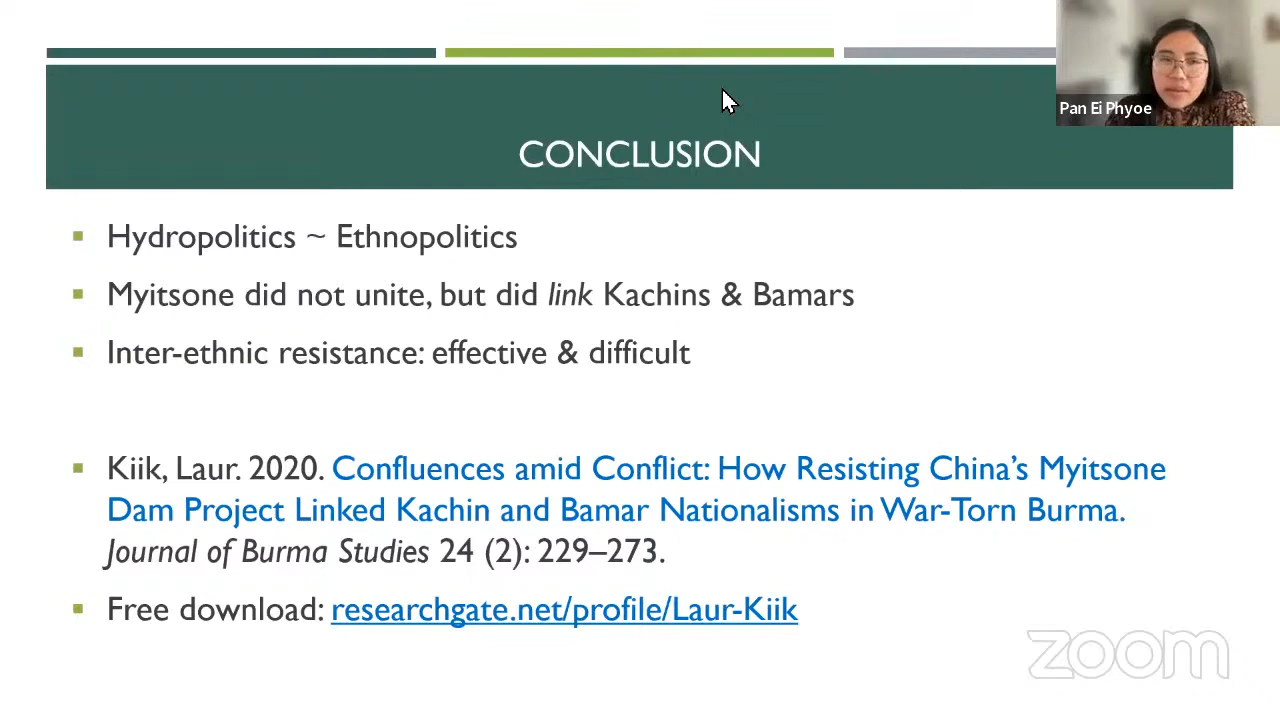 Pan Ei Phyoe
CONCLUSION
Hydropolitics ~ Ethnopolitics
Myitsone did not unite, but did link Kachins & Bamars
Inter-ethnic resistance: effective & difficult
Kiik, Laur. 2020. Confluences amid Conflict: How Resisting China’s Myitsone
Dam Project Linked Kachin and Bamar Nationalisms in War-Torn Burma.
Journal of Burma Studies 24 (2): 229–273.
Free download: researchgate.net/profile/Laur-Kiik
zoom